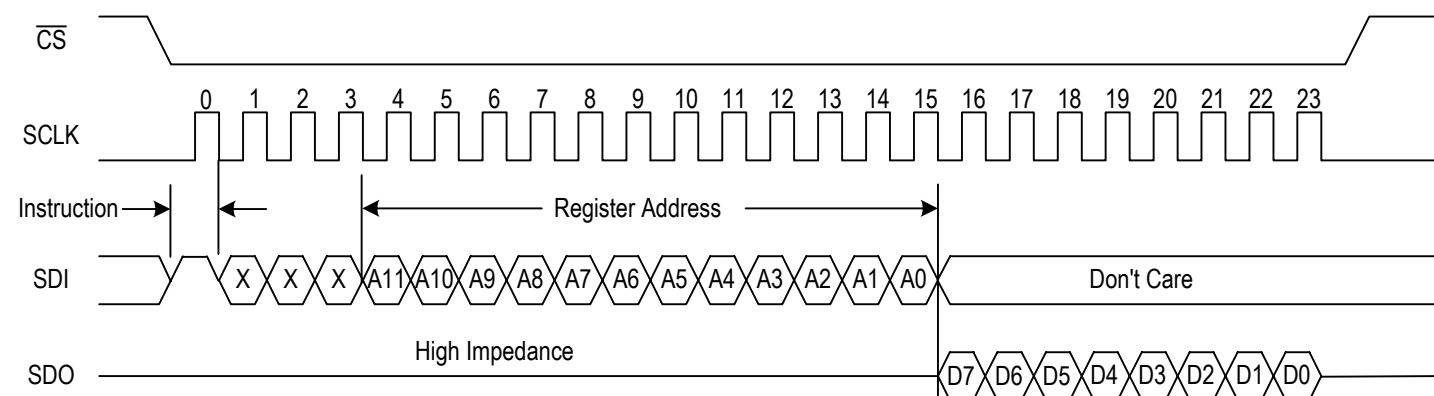 CS
0 1 2 3 4 5 6 7 8 9 10 11 12 13 14 15 16 17 18 19 20 21 22 23
SCLK
Instruction
Register Address
SDI
X X X A11 A10 A9 A8 A7 A6 A5 A4 A3 A2 A1 A0 Don't Care
High Impedance
SDO
D7 D6 D5 D4 D3 D2 D1 D0